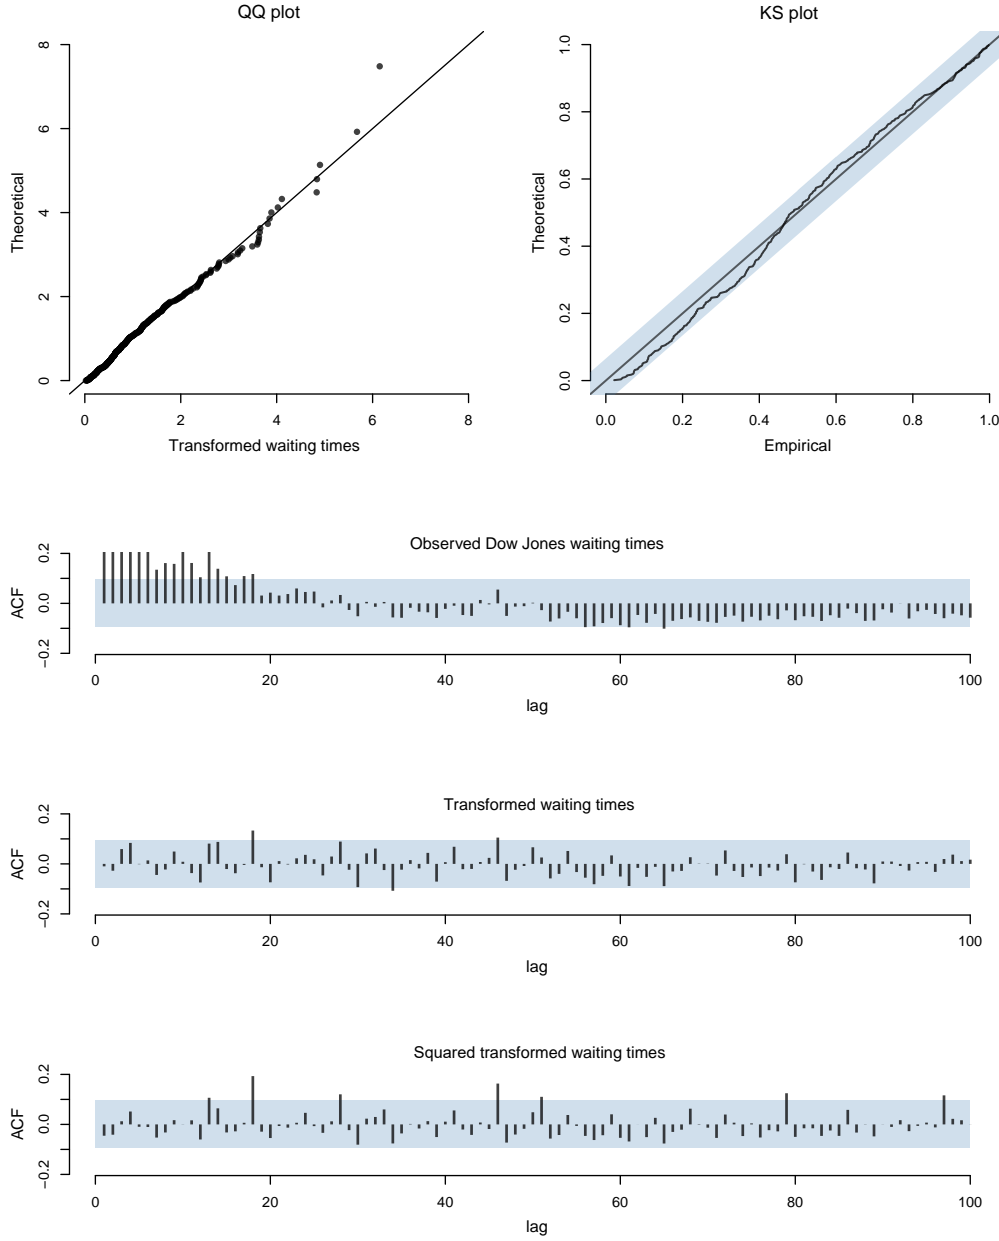 QQ plot
8
6
4
2
0
Theoretical
0 2 4 6 8
Transformed waiting times
KS plot
1.0
0.8
0.6
0.4
0.2
0.0
Theoretical
0.0 0.2 0.4 0.6 0.8 1.0
Empirical
Observed Dow Jones waiting times
0.2
0.0
−0.2
ACF
0 20 40 60 80 100
lag
Transformed waiting times
0.2
0.0
−0.2
ACF
0 20 40 60 80 100
lag
Squared transformed waiting times
0.2
0.0
−0.2
ACF
0 20 40 60 80 100
lag